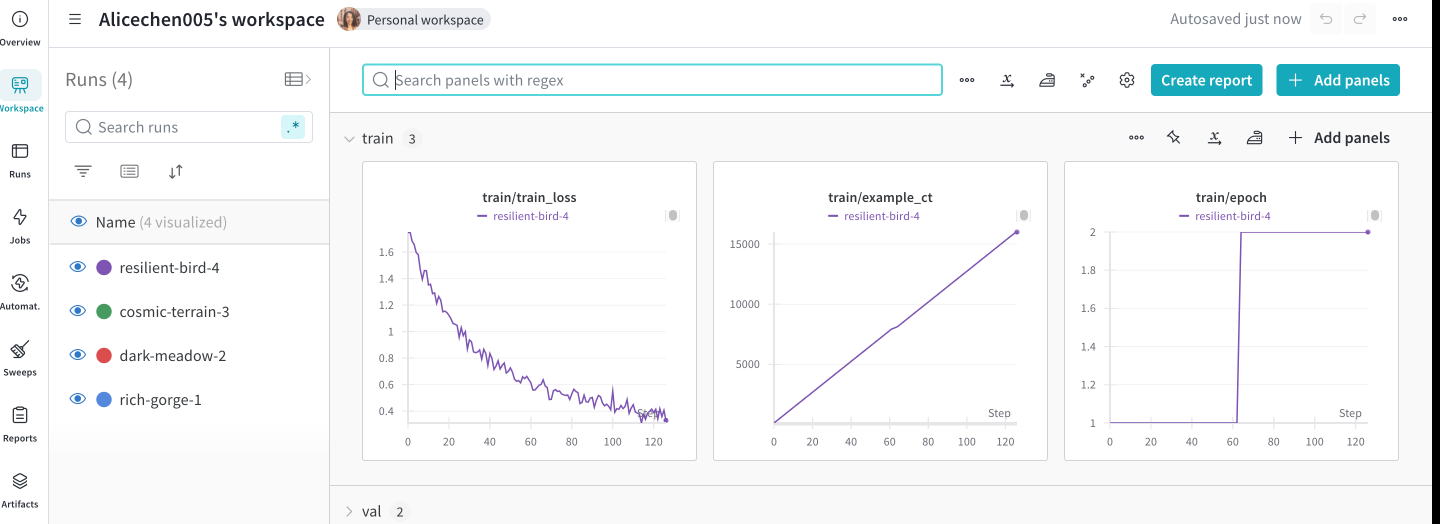 Alicechen005's workspace
Personal workspace
Autosaved just now
Overview
Workspace
Runs
Jobs
Automat.
Sweeps
Reports
Artifacts
Runs (4)
Search runs
.*
Name (4 visualized)
resilient-bird-4
cosmic-terrain-3
dark-meadow-2
rich-gorge-1
Search panels with regex
Create report
Add panels
train 3
Add panels
train/train_loss
resilient-bird-4
1.6
1.4
1.2
1
0.8
0.6
0.4
Step
0 20 40 60 80 100 120
train/example_ct
resilient-bird-4
15000
10000
5000
Step
0 20 40 60 80 100 120
train/epoch
resilient-bird-4
2
1.8
1.6
1.4
1.2
1
Step
0 20 40 60 80 100 120
val 2